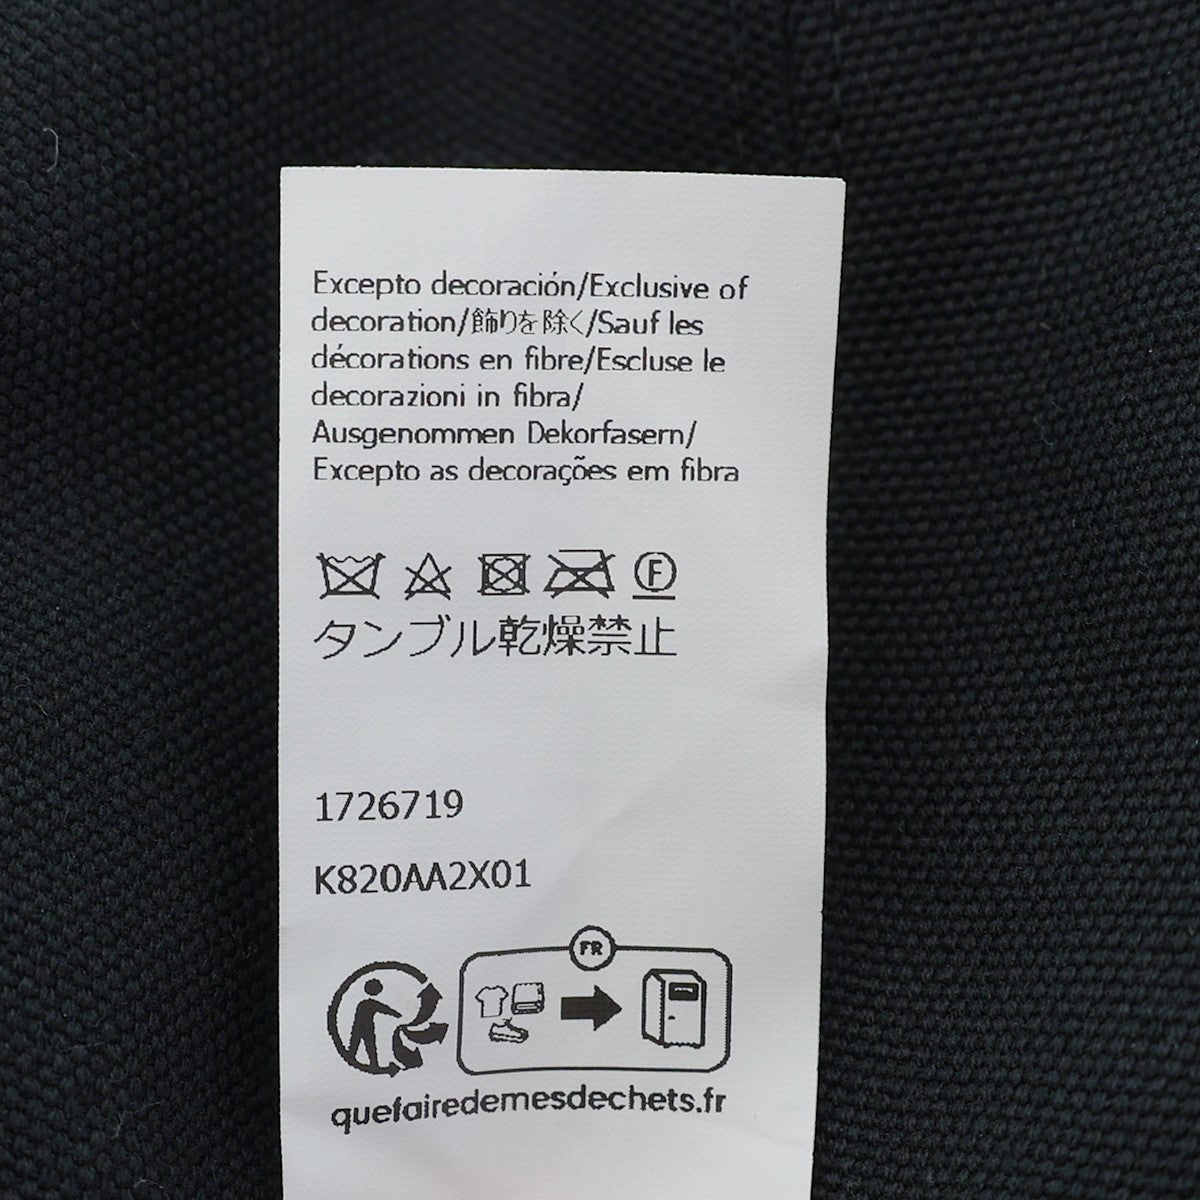 Excepto decoración/Exclusive of
decoration/飾りを除く/Sauf les
décorations en fibre/Escluse le
decorazioni in fibra/
Ausgenommen Dekorfasern/
Excepto as decorações em fibra
F
タンブル乾燥禁止
1726719
K820AA2X01
FR
quefairedemesdechets.fr